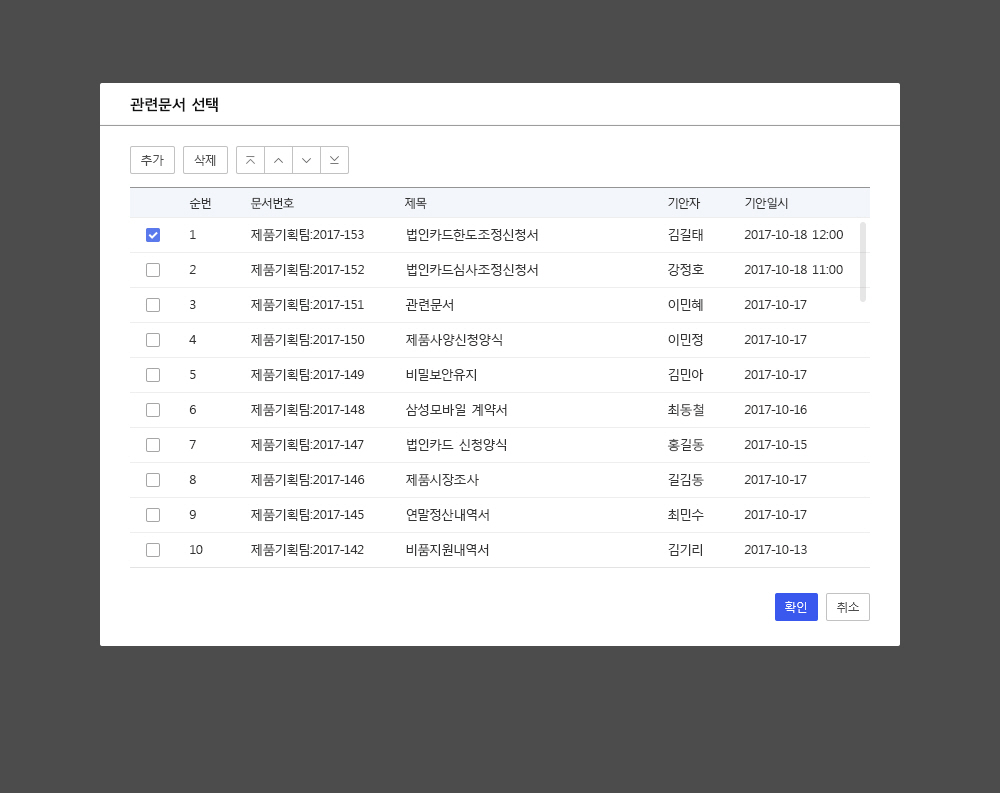 관련문서 선택
추가 삭제
순번 문서번호 제목 기안자 기안일시
1 제품기획팀:2017-153 법인카드한도조정신청서 김길태 2017-10-18 12:00
2 제품기획팀:2017-152 법인카드심사조정신청서 강정호 2017-10-18 11:00
3 제품기획팀:2017-151 관련문서 이민혜 2017-10-17
4 제품기획팀:2017-150 제품사양신청양식 이민정 2017-10-17
5 제품기획팀:2017-149 비밀보안유지 김민아 2017-10-17
6 제품기획팀:2017-148 삼성모바일 계약서 최동철 2017-10-16
7 제품기획팀:2017-147 법인카드 신청양식 홍길동 2017-10-15
8 제품기획팀:2017-146 제품시장조사 길김동 2017-10-17
9 제품기획팀:2017-145 연말정산내역서 최민수 2017-10-17
10 제품기획팀:2017-142 비품지원내역서 김기리 2017-10-13
확인 취소